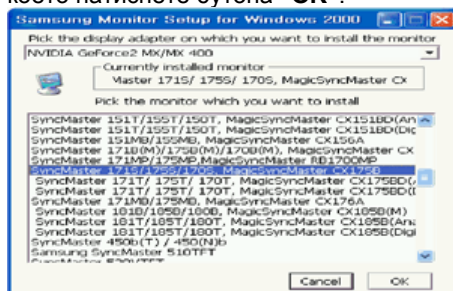 което натиснете бутона "OK".
Samsung Monitor Setup for Windows 2000
Pick the display adapter on which you want to install the monitor
NVIDIA GeForce2 MX/MX 400
Currently installed monitor
Master 171S/ 175S/ 170S, MagicSyncMaster CX
Pick the monitor which you want to install
SyncMaster 151T/155T/150T, MagicSyncMaster CX151BD(An
SyncMaster 151T/155T/150T, MagicSyncMaster CX151BD(Dig
SyncMaster 151MB/155MB, MagicSyncMaster CX156A
SyncMaster 171B(M)/175B(M)/170B(M), MagicSyncMaster CX
SyncMaster 171MP/175MP,MagicSyncMaster RB1700MP
SyncMaster 171S/175S/170S, MagicSyncMaster CX175B
SyncMaster 171T/ 175T/ 170T, MagicSyncMaster CX175BD(
SyncMaster 171T/ 175T/ 170T, MagicSyncMaster CX175BD(
SyncMaster 171MB/175MB, MagicSyncMaster CX176A
SyncMaster 181B/185B/180B, MagicSyncMaster CX185B(M)
SyncMaster 181T/185T/180T, MagicSyncMaster CX185B(Ana
SyncMaster 181T/185T/180T, MagicSyncMaster CX185B(Digi
SyncMaster 450b(T) / 450(N)b
Samsung SyncMaster 510TFT
Cancel OK